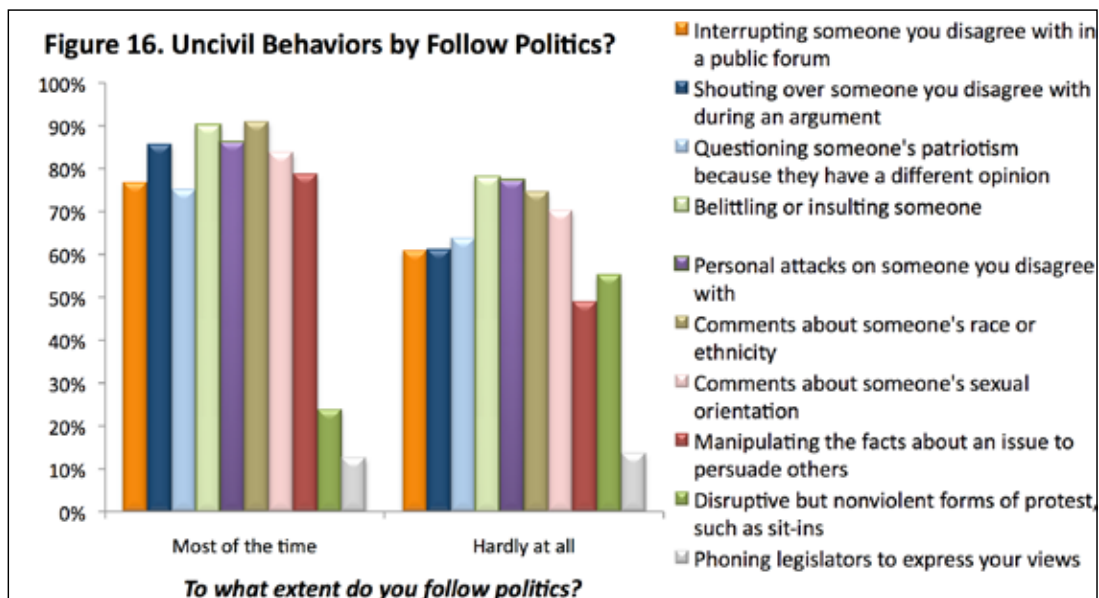 Figure 16. Uncivil Behaviors by Follow Politics?
100%
90%
80%
70%
60%
50%
40%
30%
20%
10%
0%
Most of the time
Hardly at all
To what extent do you follow politics?
Interrupting someone you disagree with in
a public forum
Shouting over someone you disagree with
during an argument
Questioning someone's patriotism
because they have a different opinion
Belittling or insulting someone
Personal attacks on someone you disagree
with
Comments about someone's race or
ethnicity
Comments about someone's sexual
orientation
Manipulating the facts about an issue to
persuade others
Disruptive but nonviolent forms of protest,
such as sit-ins
Phoning legislators to express your views